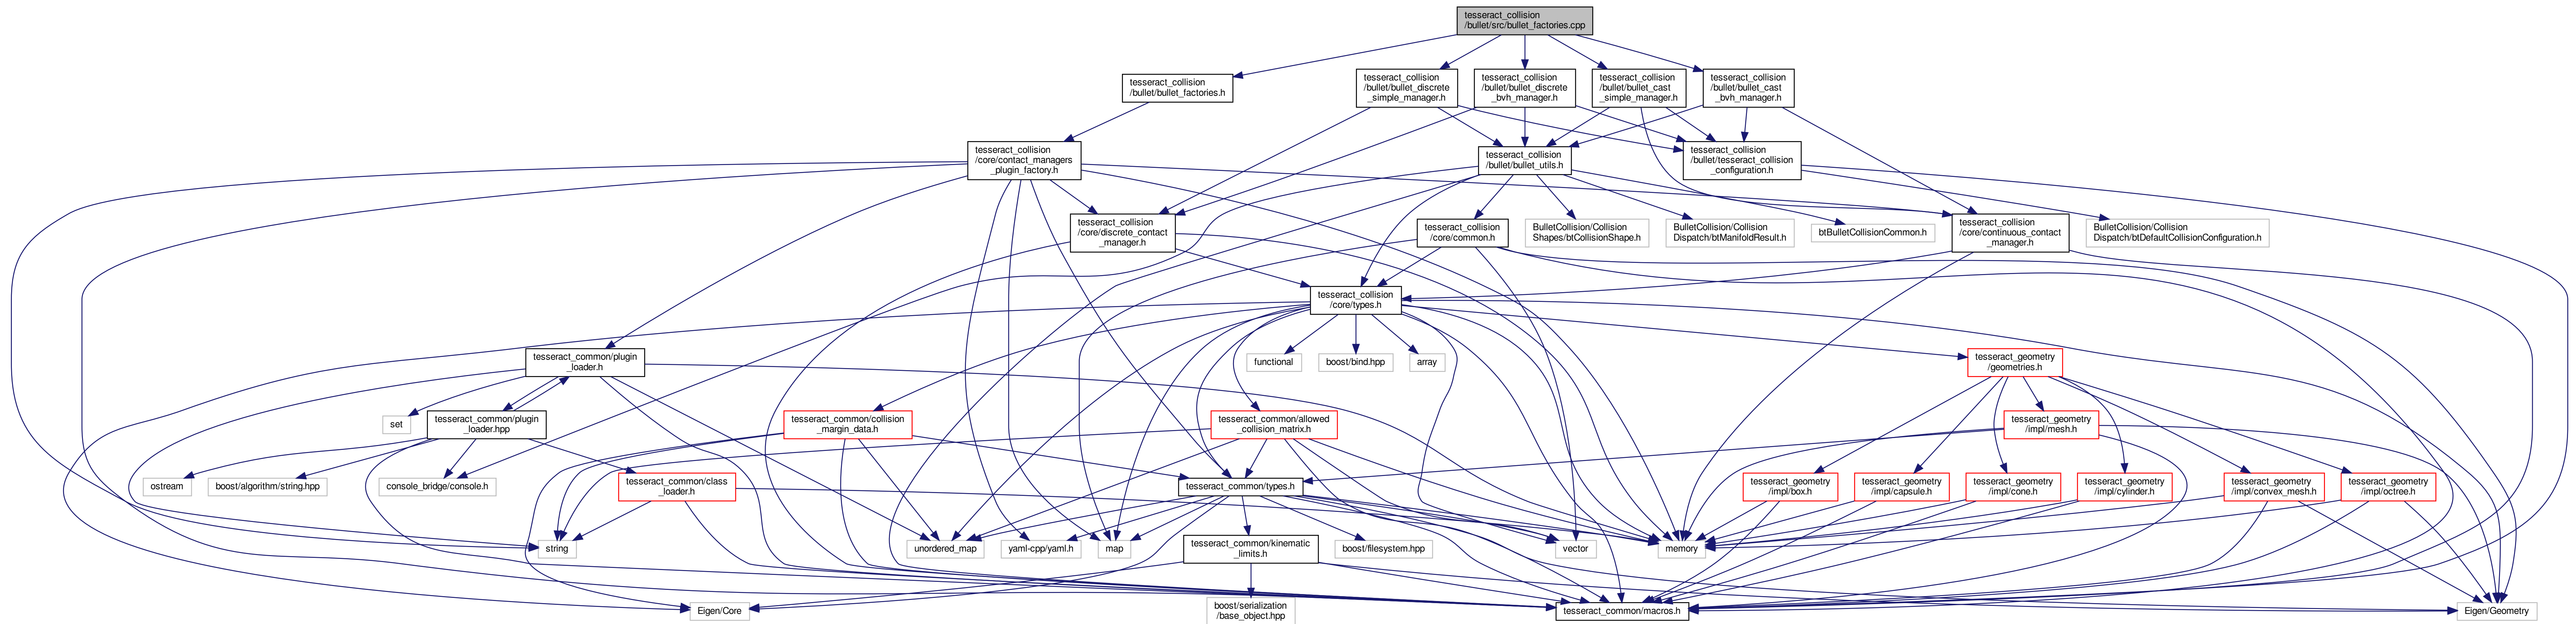 tesseract_collision
/bullet/src/bullet_factories.cpp
tesseract_collision
/bullet/bullet_factories.h
tesseract_collision
/bullet/bullet_discrete
_simple_manager.h
tesseract_collision
/bullet/bullet_discrete
_bvh_manager.h
tesseract_collision
/bullet/bullet_cast
_simple_manager.h
tesseract_collision
/bullet/bullet_cast
_bvh_manager.h
tesseract_collision
/core/contact_managers
_plugin_factory.h
tesseract_collision
/bullet/bullet_utils.h
tesseract_collision
/bullet/tesseract_collision
_configuration.h
tesseract_collision
/core/discrete_contact
_manager.h
tesseract_collision
/core/common.h
BulletCollision/Collision
Shapes/btCollisionShape.h
BulletCollision/Collision
Dispatch/btManifoldResult.h
btBulletCollisionCommon.h
tesseract_collision
/core/continuous_contact
_manager.h
BulletCollision/Collision
Dispatch/btDefaultCollisionConfiguration.h
tesseract_collision
/core/types.h
tesseract_common/plugin
_loader.h
functional
boost/bind.hpp
array
tesseract_geometry
/geometries.h
set
tesseract_common/plugin
_loader.hpp
tesseract_common/collision
_margin_data.h
tesseract_common/allowed
_collision_matrix.h
tesseract_geometry
/impl/mesh.h
ostream
boost/algorithm/string.hpp
console_bridge/console.h
tesseract_common/class
_loader.h
tesseract_common/types.h
tesseract_geometry
/impl/box.h
tesseract_geometry
/impl/capsule.h
tesseract_geometry
/impl/cone.h
tesseract_geometry
/impl/cylinder.h
tesseract_geometry
/impl/convex_mesh.h
tesseract_geometry
/impl/octree.h
string
unordered_map
yaml-cpp/yaml.h
map
tesseract_common/kinematic
_limits.h
boost/filesystem.hpp
vector
memory
Eigen/Core
boost/serialization
/base_object.hpp
tesseract_common/macros.h
Eigen/Geometry